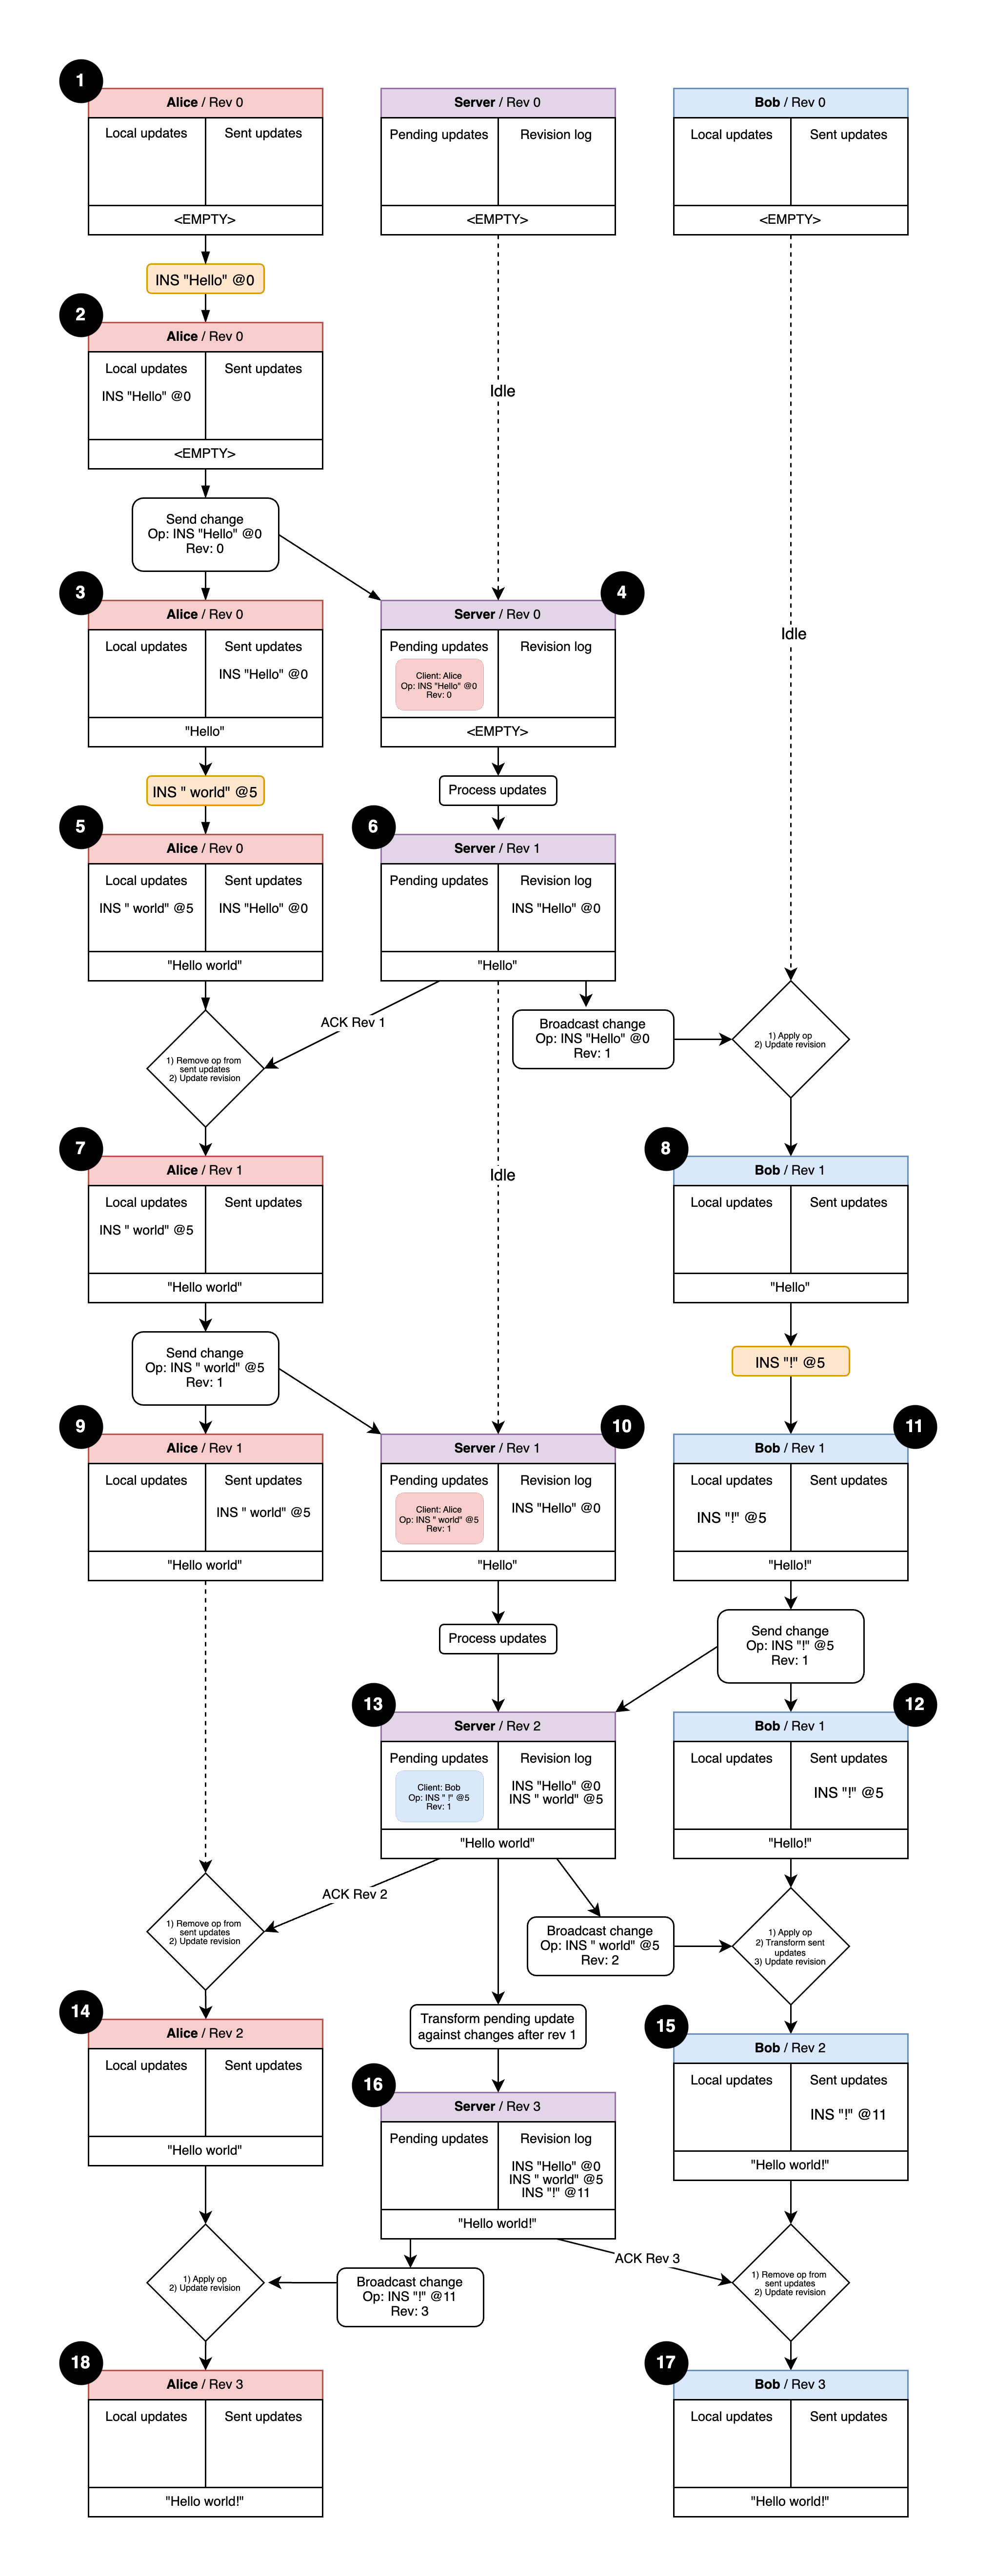 1
Alice / Rev 0
Local updates
Sent updates
<EMPTY>
Server / Rev 0
Pending updates
Revision log
<EMPTY>
Bob / Rev 0
Local updates
Sent updates
<EMPTY>
INS "Hello" @0
2
Alice / Rev 0
Local updates
Sent updates
INS "Hello" @0
<EMPTY>
Idle
Send change
Op: INS "Hello" @0
Rev: 0
3
Alice / Rev 0
Local updates
Sent updates
INS "Hello" @0
"Hello"
4
Server / Rev 0
Pending updates
Revision log
Client: Alice
Op: INS "Hello" @0
Rev: 0
<EMPTY>
Idle
INS " world" @5
Process updates
5
Alice / Rev 0
Local updates
Sent updates
INS " world" @5
INS "Hello" @0
"Hello world"
6
Server / Rev 1
Pending updates
Revision log
INS "Hello" @0
"Hello"
ACK Rev 1
Broadcast change
Op: INS "Hello" @0
Rev: 1
1) Apply op
2) Update revision
1) Remove op from
sent updates
2) Update revision
7
Alice / Rev 1
Local updates
Sent updates
INS " world" @5
"Hello world"
Idle
8
Bob / Rev 1
Local updates
Sent updates
"Hello"
Send change
Op: INS " world" @5
Rev: 1
INS "!" @5
9
Alice / Rev 1
Local updates
Sent updates
INS " world" @5
"Hello world"
10
Server / Rev 1
Pending updates
Revision log
Client: Alice
Op: INS " world" @5
Rev: 1
INS "Hello" @0
"Hello"
11
Bob / Rev 1
Local updates
Sent updates
INS "!" @5
"Hello!"
Process updates
Send change
Op: INS "!" @5
Rev: 1
13
Server / Rev 2
Pending updates
Revision log
Client: Bob
Op: INS " !" @5
Rev: 1
INS "Hello" @0
INS " world" @5
"Hello world"
12
Bob / Rev 1
Local updates
Sent updates
INS "!" @5
"Hello!"
ACK Rev 2
1) Remove op from
sent updates
2) Update revision
Broadcast change
Op: INS " world" @5
Rev: 2
1) Apply op
2) Transform sent
updates
3) Update revision
14
Alice / Rev 2
Local updates
Sent updates
"Hello world"
Transform pending update
against changes after rev 1
15
Bob / Rev 2
Local updates
Sent updates
INS "!" @11
"Hello world!"
16
Server / Rev 3
Pending updates
Revision log
INS "Hello" @0
INS " world" @5
INS "!" @11
"Hello world!"
ACK Rev 3
1) Apply op
2) Update revision
Broadcast change
Op: INS "!" @11
Rev: 3
1) Remove op from
sent updates
2) Update revision
18
Alice / Rev 3
Local updates
Sent updates
"Hello world!"
17
Bob / Rev 3
Local updates
Sent updates
"Hello world!"